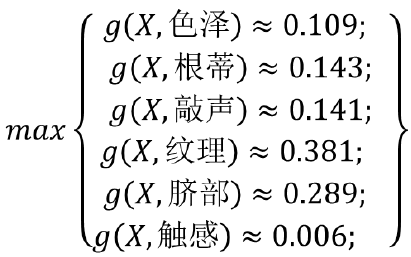 g(X,色泽) ≈ 0.109;
g(X,根蒂) ≈ 0.143;
g(X,敲声) ≈ 0.141;
max
g(X,纹理) ≈ 0.381;
g(X,脐部) ≈ 0.289;
g(X,触感) ≈ 0.006;